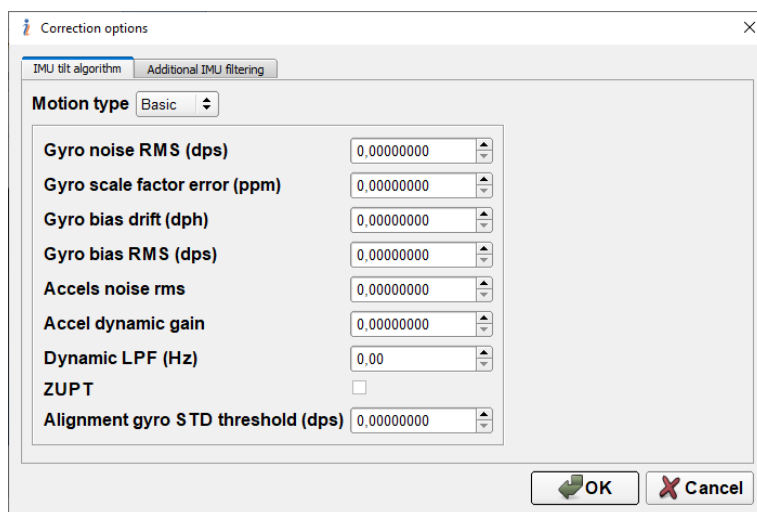 Correction options
IMU tilt algorithm Additional IMU filtering
Motion type Basic
Gyro noise RMS (dps) 0,00000000
Gyro scale factor error (ppm) 0,00000000
Gyro bias drift (dph) 0,00000000
Gyro bias RMS (dps) 0,00000000
Accels noise rms 0,00000000
Accel dynamic gain 0,00000000
Dynamic LPF (Hz) 0,00
ZUPT
Alignment gyro STD threshold (dps) 0,00000000
OK Cancel